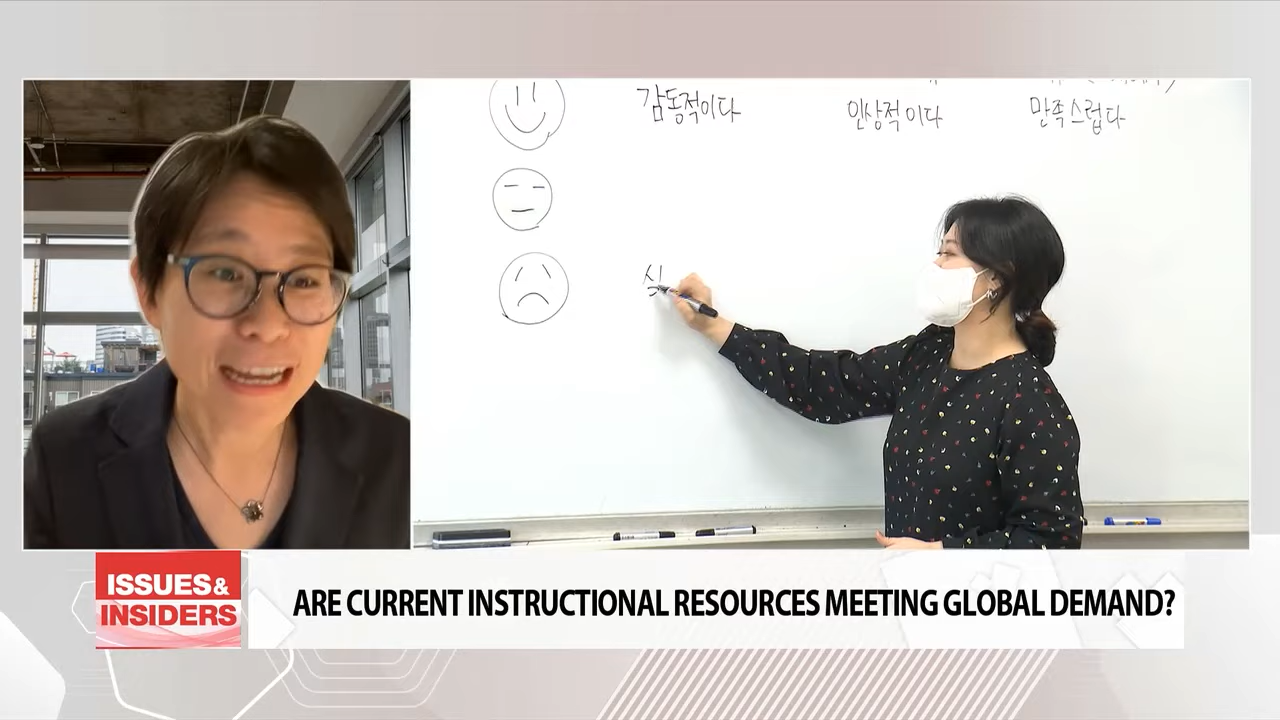 감동적이다 인상적이다 만족스럽다
싱
ISSUES&
INSIDERS
ARE CURRENT INSTRUCTIONAL RESOURCES MEETING GLOBAL DEMAND?